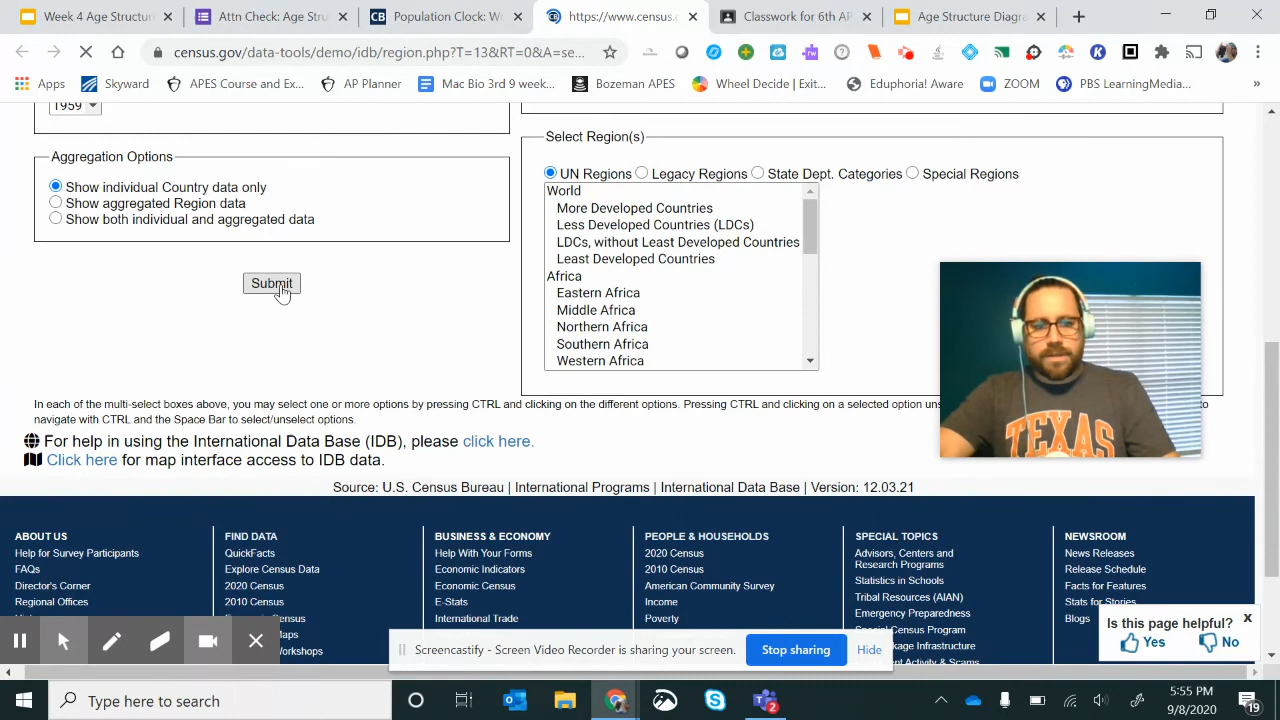 Week 4 Age Structure
Attn Check: Age Str
Population Clock: W
https://www.census.g
Classwork for 6th AP
Age Structure Diagra
census.gov/data-tools/demo/idb/region.php?T=13&RT=0&A=se...
Apps
Skyward
APES Course and Ex...
AP Planner
Mac Bio 3rd 9 week...
Bozeman APES
Wheel Decide | Exit...
Eduphoria! Aware
ZOOM
PBS LearningMedia...
1959
Aggregation Options
Show individual Country data only
Show aggregated Region data
Show both individual and aggregated data
Submit
Select Region(s)
UN Regions
Legacy Regions
State Dept. Categories
Special Regions
World
More Developed Countries
Less Developed Countries (LDCs)
LDCs, without Least Developed Countries
Least Developed Countries
Africa
Eastern Africa
Middle Africa
Northern Africa
Southern Africa
Western Africa
TEXAS
In each of the multi-select boxes above, you may select one or more options by pressing CTRL and clicking on the different options. Pressing CTRL and clicking on a selected option uns to
navigate with CTRL and the Space Bar to select/unselect options.
For help in using the International Data Base (IDB), please click here.
Click here for map interface access to IDB data.
Source: U.S. Census Bureau | International Programs | International Data Base | Version: 12.03.21
ABOUT US
Help for Survey Participants
FAQs
Director's Corner
Regional Offices
FIND DATA
QuickFacts
Explore Census Data
2020 Census
2010 Census
Maps
Workshops
BUSINESS & ECONOMY
Help With Your Forms
Economic Indicators
Economic Census
E-Stats
International Trade
PEOPLE & HOUSEHOLDS
2020 Census
2010 Census
American Community Survey
Income
Poverty
SPECIAL TOPICS
Advisors, Centers and
Research Programs
Statistics in Schools
Tribal Resources (AIAN)
Emergency Preparedness
Special Census Program
kage Infrastructure
Activity & Scams
NEWSROOM
News Releases
Release Schedule
Facts for Features
Stats for Stories
Blogs
Is this page helpful?
x
Yes
No
Screencastify - Screen Video Recorder is sharing your screen.
Stop sharing
Hide
Type here to search
2
5:55 PM
9/8/2020
19